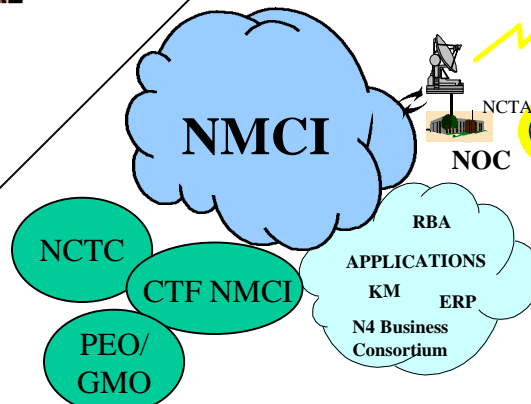 NMCI
NCTA
NOC
RBA
APPLICATIONS
KM
ERP
N4 Business
Consortium
NCTC
CTF NMCI
PEO/
GMO